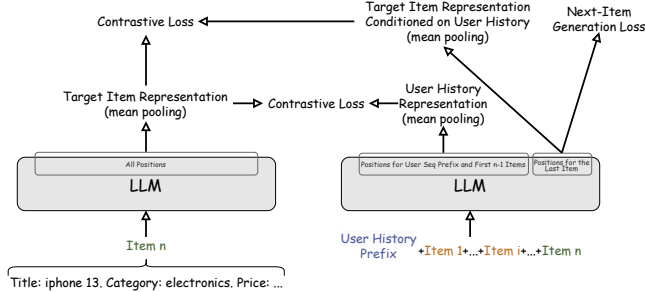 Contrastive Loss
Target Item Representation
Conditioned on User History
(mean pooling)
Next-Item
Generation Loss
Target Item Representation
(mean pooling)
Contrastive Loss
User History
Representation
(mean pooling)
All Positions
LLM
Positions for User Seq Prefix and First n-1 Items
Positions for the
Last Item
LLM
Item n
User History
Prefix
+Item 1+...+Item i+...+Item n
Title: iphone 13. Category: electronics. Price: ...